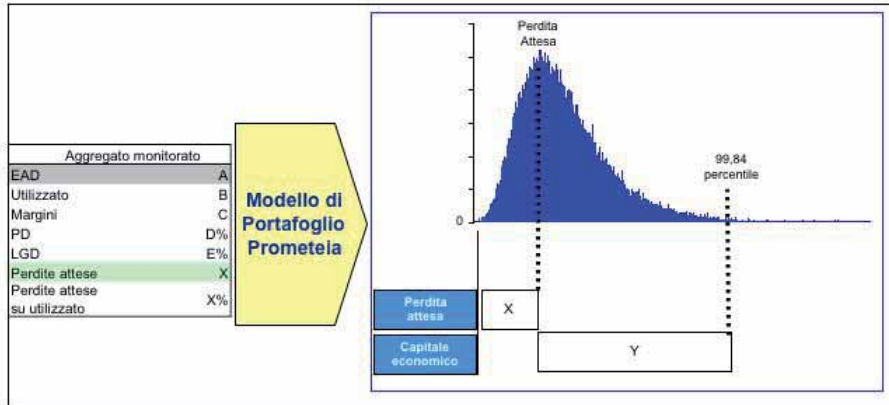 Aggregato monitorato
EAD A
Utilizzato B
Margini C
PD D%
LGD E%
Perdite attese X
Perdite attese
su utilizzato X%
Modello di
Portafoglio
Prometeia
Perdita
Attesa
99,84
percentile
0
Perdita
attesa
X
Capitale
economico
Y